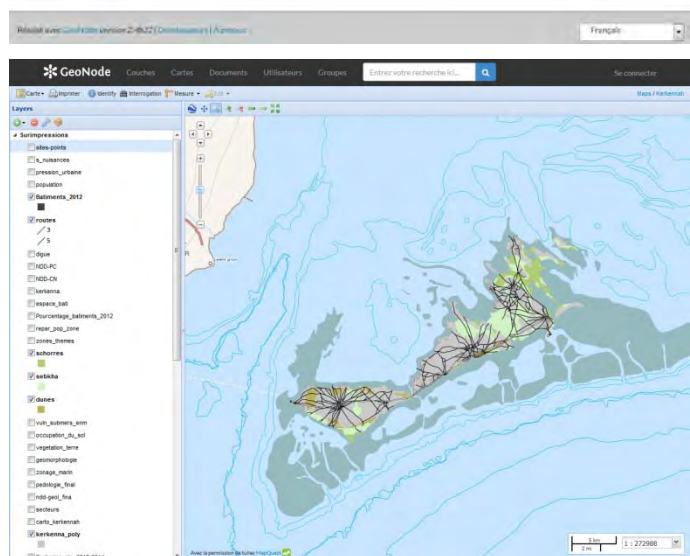 Réalisé avec GeoNode version 2.4b22 | Développeurs | A propos
Français
GeoNode Couches Cartes Documents Utilisateurs Groupes Entrez votre recherche ici... Se connecter
Carte Imprimer Identify Interrogation Mesure
Maps / Kerkennah
Layers
Surimpressions
sites-points
s_nuisances
pression_urbaine
population
Batiments_2012
routes
3
5
digue
NDD-PC
NDD-CN
kerkenna
espace_bati
Pourcentage_batiments_2012
repar_pop_zone
zones_themes
schorres
sebkha
dunes
vuln_submers_enm
occupation_du_sol
vegetation_terre
geomorphologie
zonage_marin
pedologie_final
ndd-geol_fina
secteurs
carto_kerkennah
kerkenna_poly
5 km
2 mi
1 : 272988
Avec la permission de tuiles MapQuest